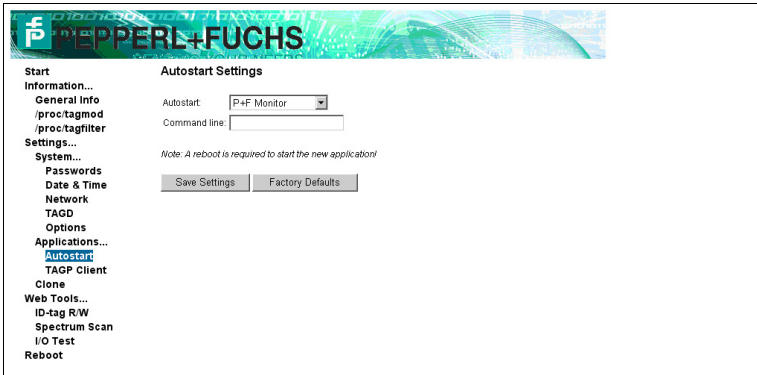 PEPPERL+FUCHS
Start
Information...
General Info
/proc/tagmod
/proc/tagfilter
Settings...
System...
Passwords
Date & Time
Network
TAGD
Options
Applications...
Autostart
TAGP Client
Clone
Web Tools...
ID-tag R/W
Spectrum Scan
I/O Test
Reboot
Autostart Settings
Autostart: P+F Monitor
Command line:
Note: A reboot is required to start the new application!
Save Settings Factory Defaults